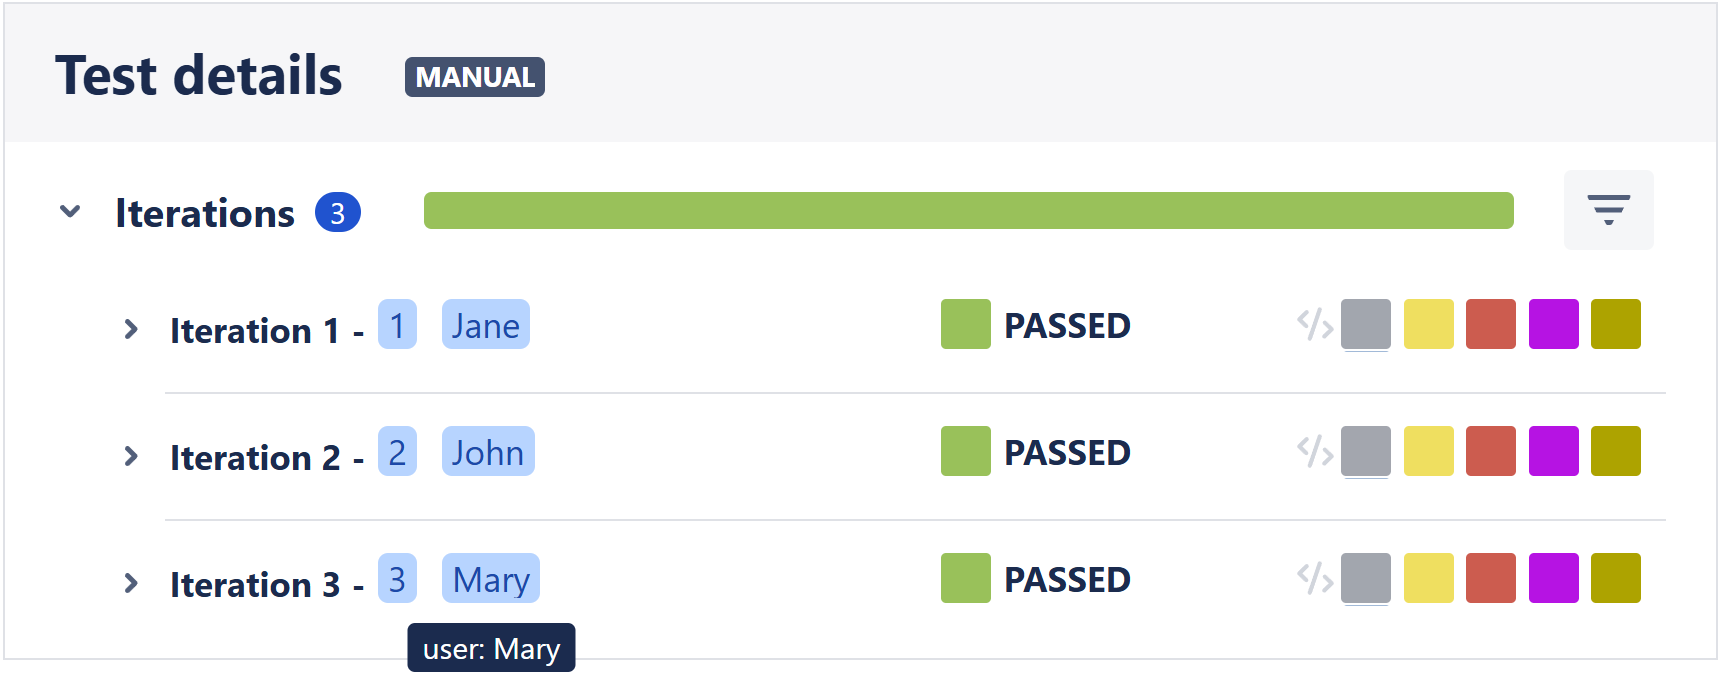 Test details MANUAL
Iterations 3
Iteration 1 - 1 Jane PASSED </>
Iteration 2 - 2 John PASSED </>
Iteration 3 - 3 Mary PASSED </>
user: Mary